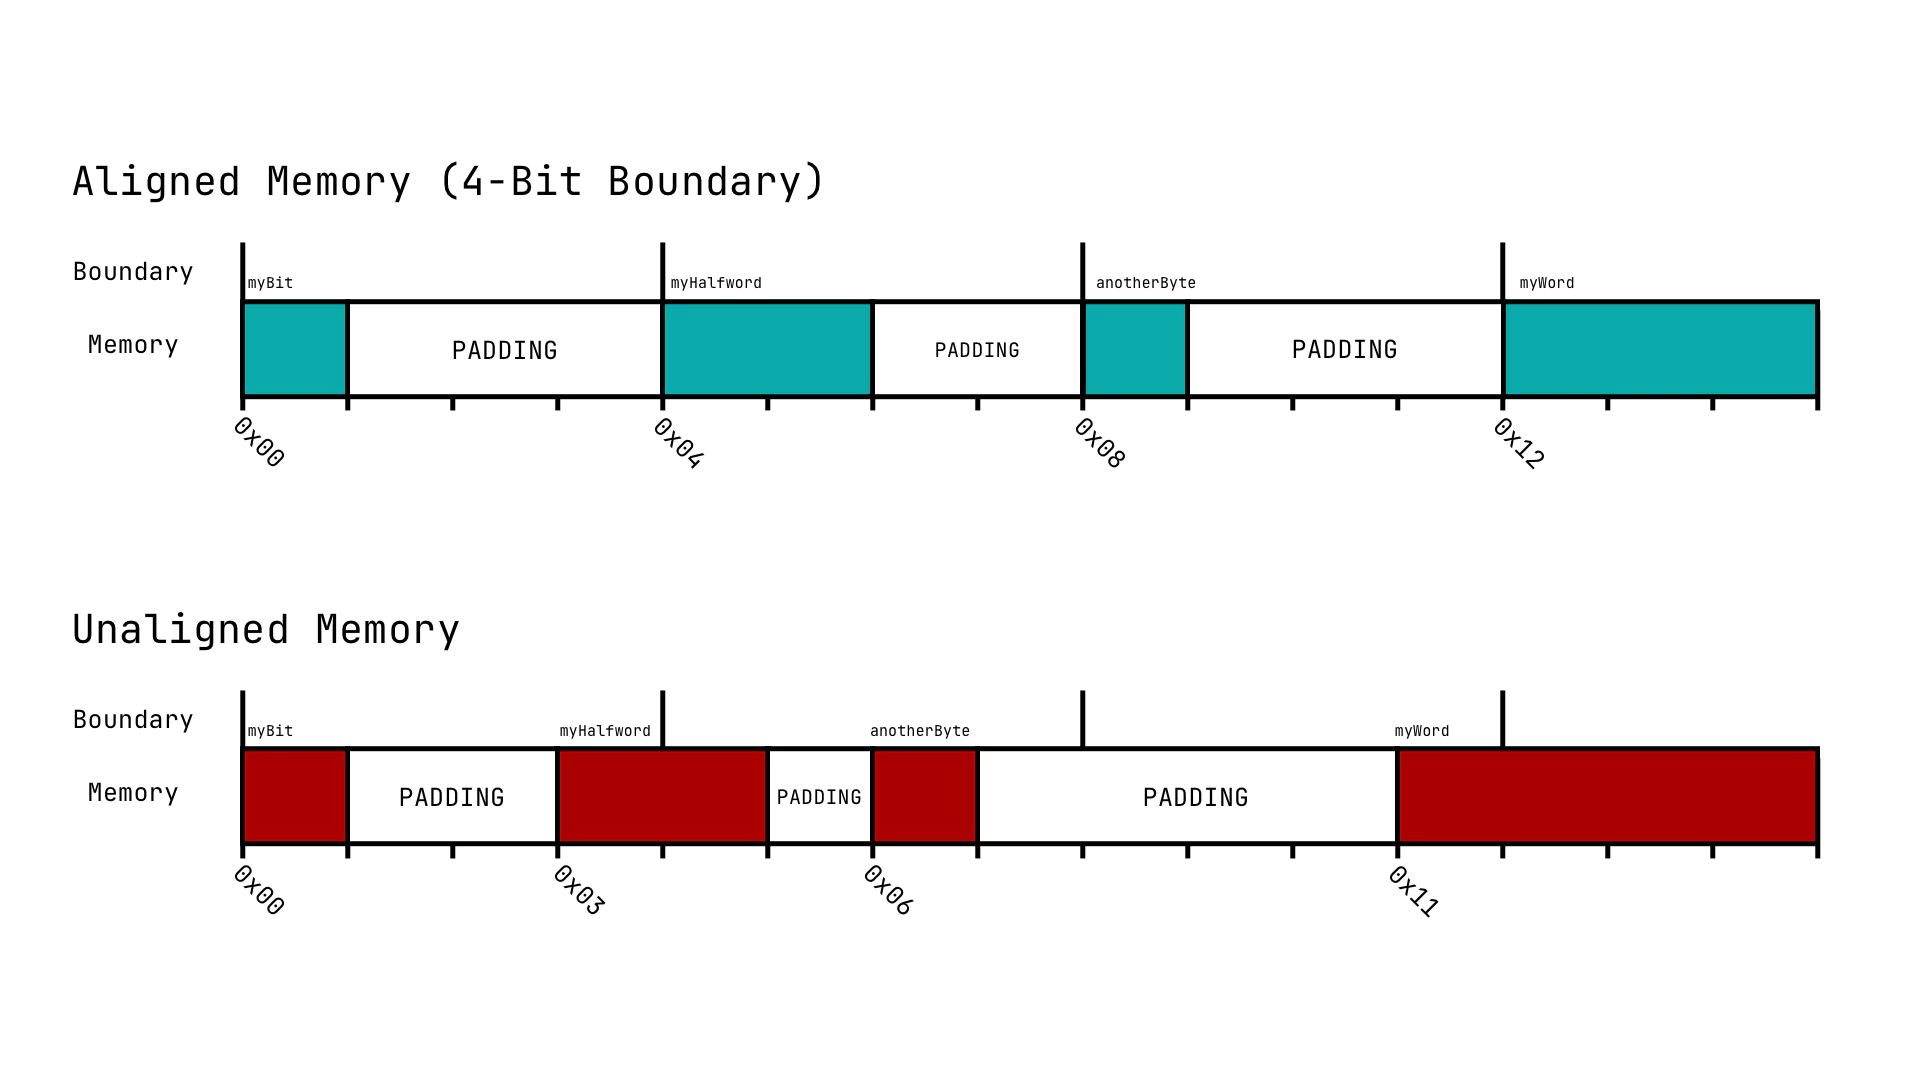 Aligned Memory (4-Bit Boundary)
Boundary
myBit
myHalfword
anotherByte
myWord
Memory
PADDING
PADDING
PADDING
0x00
0x04
0x08
0x12
Unaligned Memory
Boundary
myBit
myHalfword
anotherByte
myWord
Memory
PADDING
PADDING
PADDING
0x00
0x03
0x06
0x11